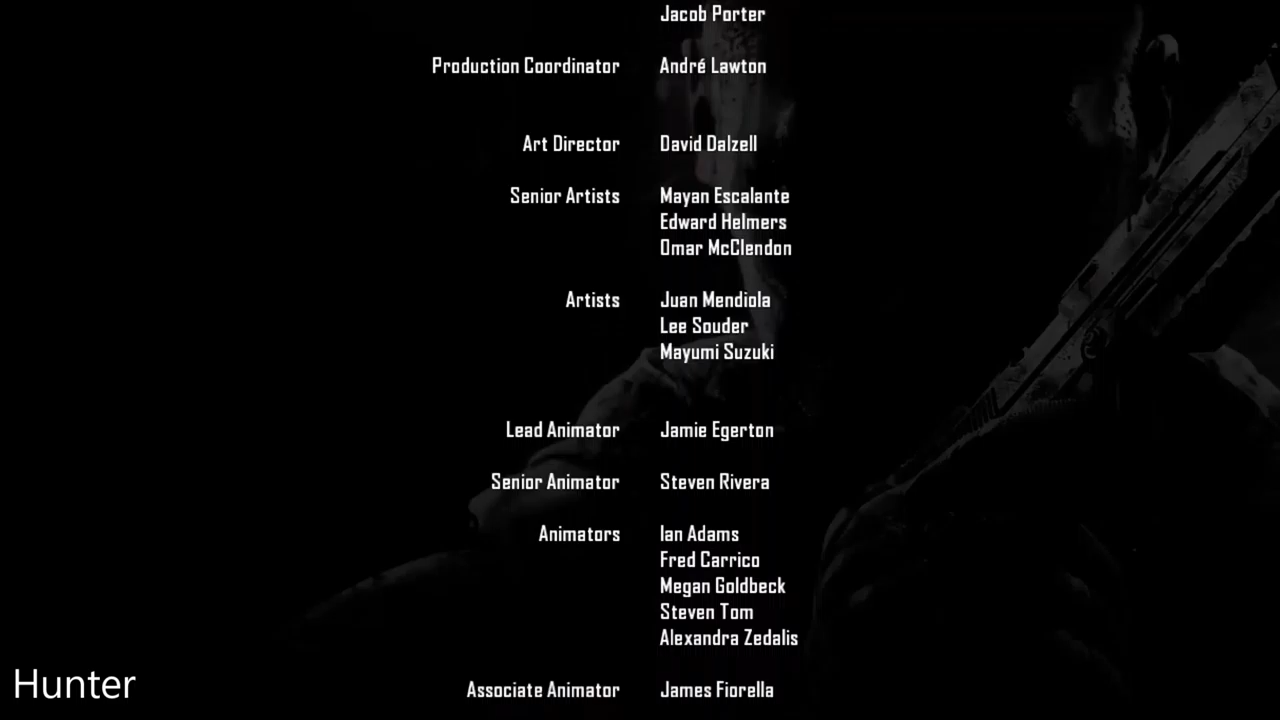 Jacob Porter
Production Coordinator André Lawton
Art Director David Dalzell
Senior Artists Mayan Escalante
Edward Helmers
Omar McClendon
Artists Juan Mendiola
Lee Souder
Mayumi Suzuki
Lead Animator Jamie Egerton
Senior Animator Steven Rivera
Animators Ian Adams
Fred Carrico
Megan Goldbeck
Steven Tom
Alexandra Zedalis
Associate Animator James Fiorella
Hunter